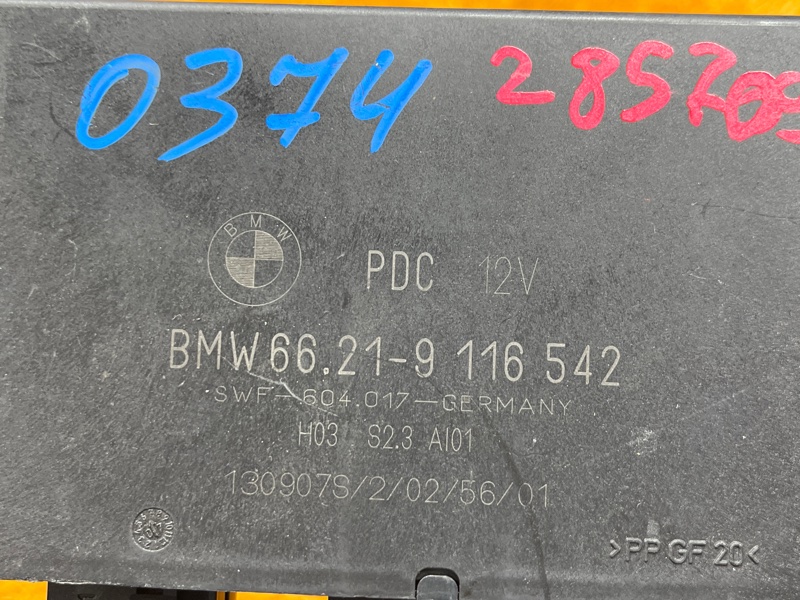 0374 285709
BMW
PDC 12V
BMW 66.21-9 116 542
SWF-604.017-GERMANY
H03 S2.3 AI01
130907S/2/02/56/01
>PP GF 20<